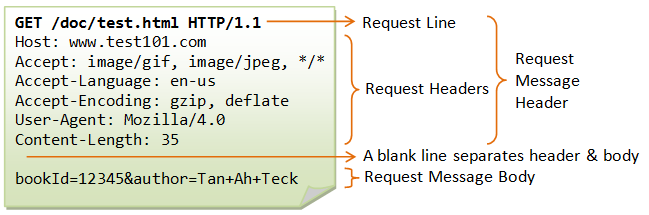 GET /doc/test.html HTTP/1.1
Request Line
Host: www.test101.com
Accept: image/gif, image/jpeg, */*
Accept-Language: en-us
Accept-Encoding: gzip, deflate
User-Agent: Mozilla/4.0
Content-Length: 35
Request Headers
Request
Message
Header
A blank line separates header & body
bookId=12345&author=Tan+Ah+Teck
Request Message Body